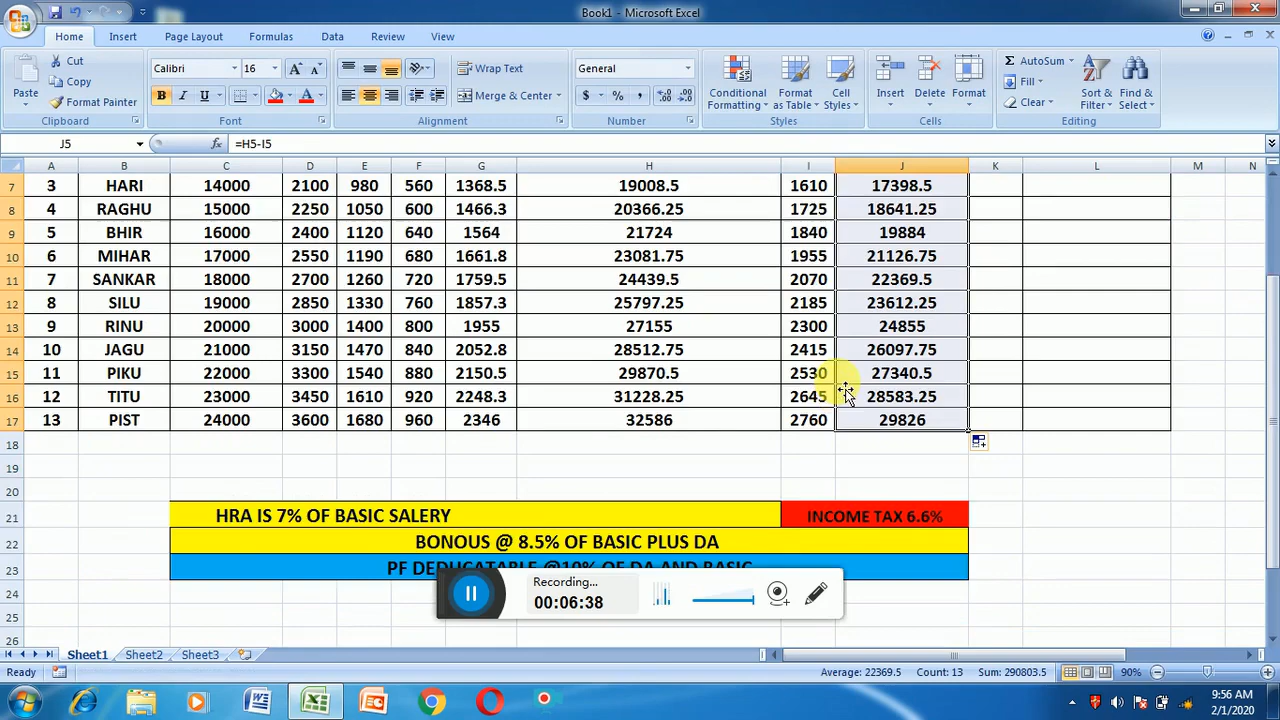 Book1 - Microsoft Excel
Home Insert Page Layout Formulas Data Review View
Paste Cut Copy Format Painter
Calibri 16 A A
B I U A
Wrap Text
Merge & Center
General
$ % ,
Conditional Formatting
Format as Table
Cell Styles
Insert Delete Format
Σ AutoSum
Fill
Clear
Sort & Filter
Find & Select
Clipboard Font Alignment Number Styles Cells Editing
J5 fx =H5-I5
A B C D E F G H I J K L M N
7 3 HARI 14000 2100 980 560 1368.5 19008.5 1610 17398.5
8 4 RAGHU 15000 2250 1050 600 1466.3 20366.25 1725 18641.25
9 5 BHIR 16000 2400 1120 640 1564 21724 1840 19884
10 6 MIHAR 17000 2550 1190 680 1661.8 23081.75 1955 21126.75
11 7 SANKAR 18000 2700 1260 720 1759.5 24439.5 2070 22369.5
12 8 SILU 19000 2850 1330 760 1857.3 25797.25 2185 23612.25
13 9 RINU 20000 3000 1400 800 1955 27155 2300 24855
14 10 JAGU 21000 3150 1470 840 2052.8 28512.75 2415 26097.75
15 11 PIKU 22000 3300 1540 880 2150.5 29870.5 2530 27340.5
16 12 TITU 23000 3450 1610 920 2248.3 31228.25 2645 28583.25
17 13 PIST 24000 3600 1680 960 2346 32586 2760 29826
18
19
20
21 HRA IS 7% OF BASIC SALERY INCOME TAX 6.6%
22 BONOUS @ 8.5% OF BASIC PLUS DA
23 PF DEDUCATABLE @10% OF DA AND BASIC
24
25
26
Recording...
00:06:38
Sheet1 Sheet2 Sheet3
Ready Average: 22369.5 Count: 13 Sum: 290803.5 90%
9:56 AM
2/1/2020